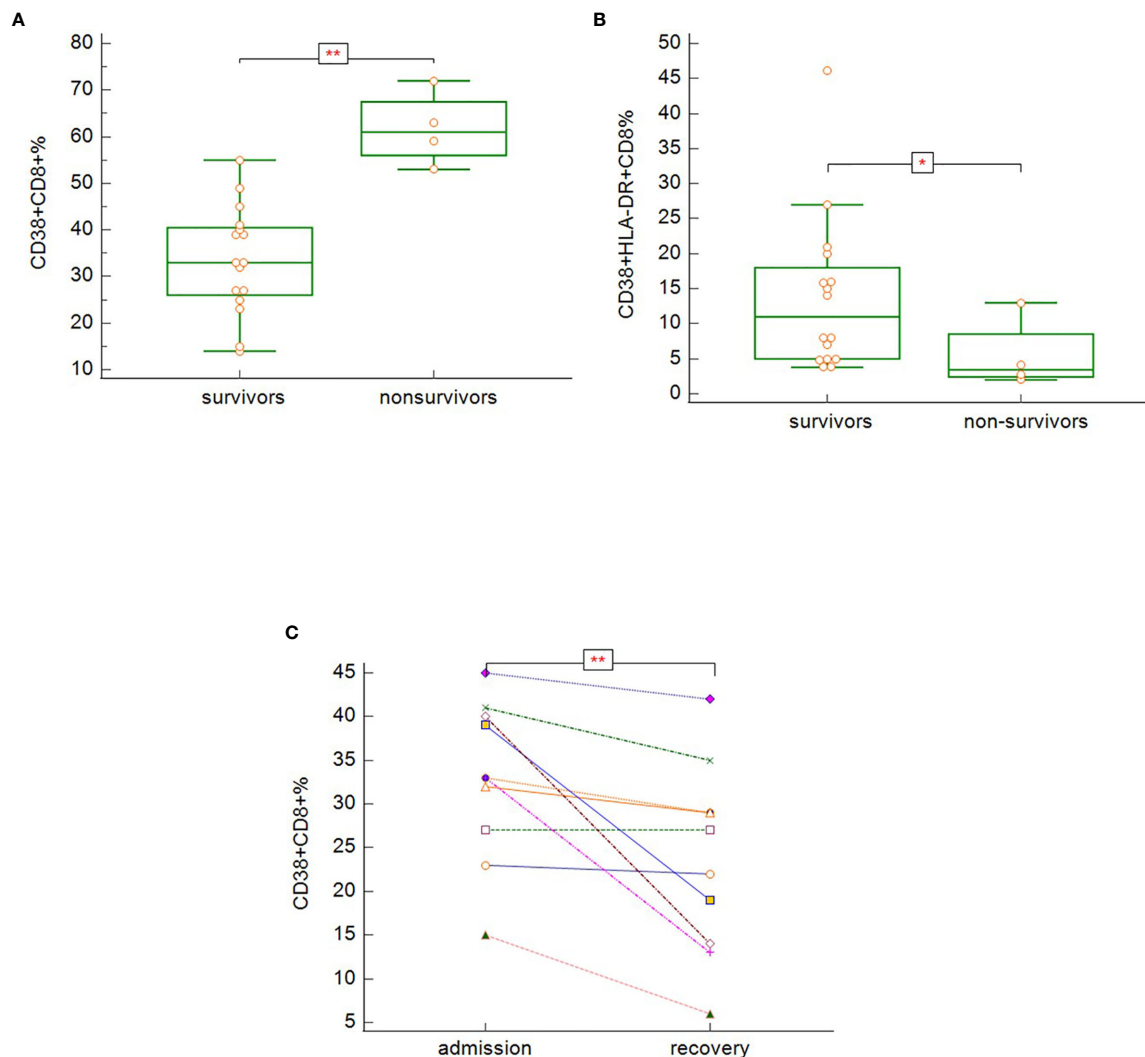 A
CD38+CD8+%
80
70
60
50
40
30
20
10
**
survivors
nonsurvivors
B
CD38+HLA-DR+CD8%
50
45
40
35
30
25
20
15
10
5
0
*
survivors
non-survivors
C
CD38+CD8+%
45
40
35
30
25
20
15
10
5
**
admission
recovery